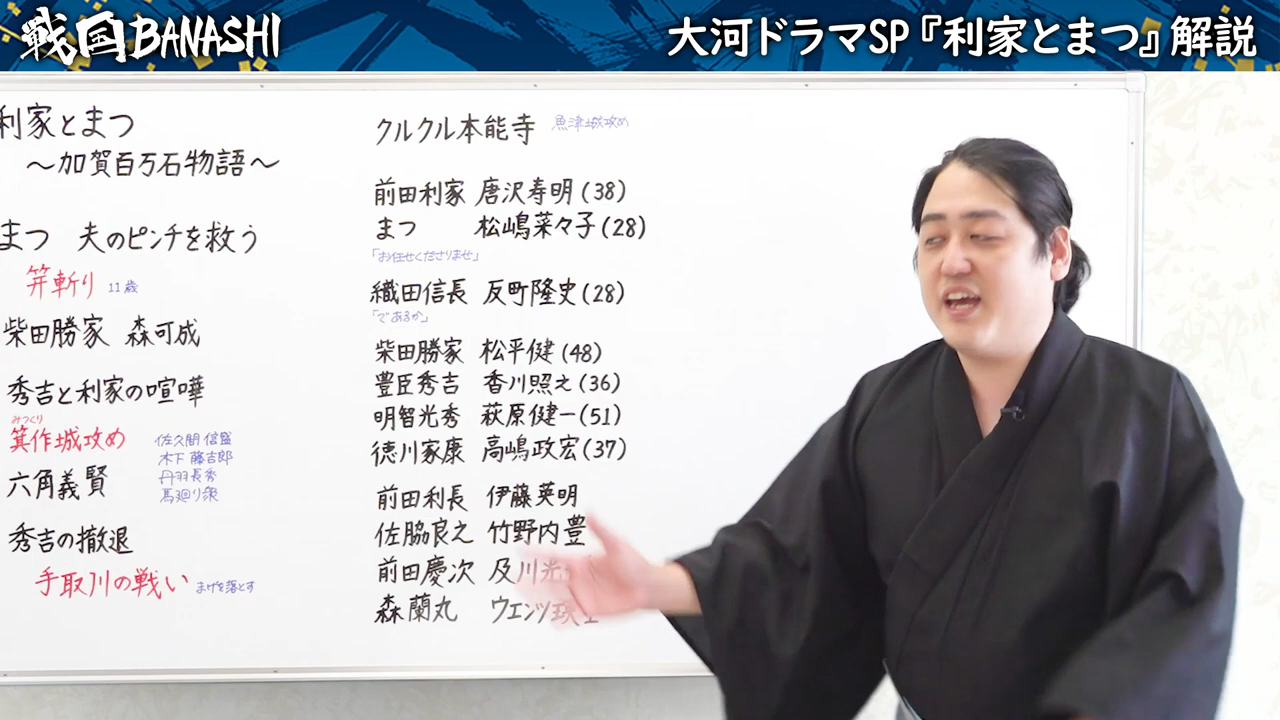 戦国BANASHI
大河ドラマSP『利家とまつ』解説
利家とまつ
〜加賀百万石物語〜
まつ 夫のピンチを救う
笄斬り 11歳
柴田勝家 森可成
秀吉と利家の喧嘩
みつくり
箕作城攻め
佐久間信盛
木下藤吉郎
丹羽長秀
馬廻り衆
六角義賢
秀吉の撤退
手取川の戦い まげを落とす
クルクル本能寺 魚津城攻め
前田利家 唐沢寿明(38)
まつ 松嶋菜々子(28)
「お任せくださりませ」
織田信長 反町隆史(28)
「であるか」
柴田勝家 松平健(48)
豊臣秀吉 香川照之(36)
明智光秀 萩原健一(51)
徳川家康 高嶋政宏(37)
前田利長 伊藤英明
佐脇良之 竹野内豊
前田慶次 及川光
森蘭丸 ウエンツ瑛士